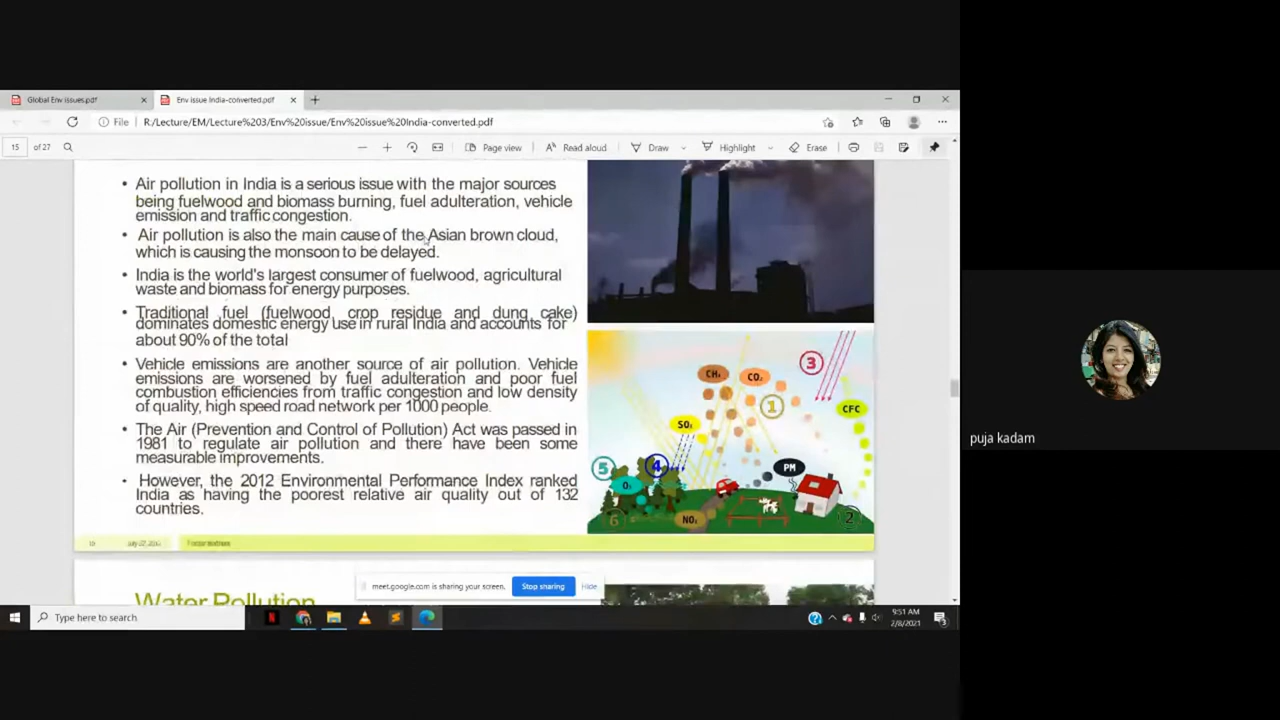 Global Env issues.pdf
Env issue India-converted.pdf
File
R:/Lecture/EM/Lecture%203/Env%20issue/Env%20issue%20India-converted.pdf
15 of 27
Page view
Read aloud
Draw
Highlight
Erase
• Air pollution in India is a serious issue with the major sources
being fuelwood and biomass burning, fuel adulteration, vehicle
emission and traffic congestion.
• Air pollution is also the main cause of the Asian brown cloud,
which is causing the monsoon to be delayed.
• India is the world's largest consumer of fuelwood, agricultural
waste and biomass for energy purposes.
• Traditional fuel (fuelwood, crop residue and dung cake)
dominates domestic energy use in rural India and accounts for
about 90% of the total
• Vehicle emissions are another source of air pollution. Vehicle
emissions are worsened by fuel adulteration and poor fuel
combustion efficiencies from traffic congestion and low density
of quality, high speed road network per 1000 people.
• The Air (Prevention and Control of Pollution) Act was passed in
1981 to regulate air pollution and there have been some
measurable improvements.
• However, the 2012 Environmental Performance Index ranked
India as having the poorest relative air quality out of 132
countries.
3
CH₄
CO₂
1
CFC
SO₂
5
4
PM
O₃
6
NO₂
2
Water Pollution
meet.google.com is sharing your screen.
Stop sharing
Hide
Type here to search
9:51 AM
2/8/2021
puja kadam